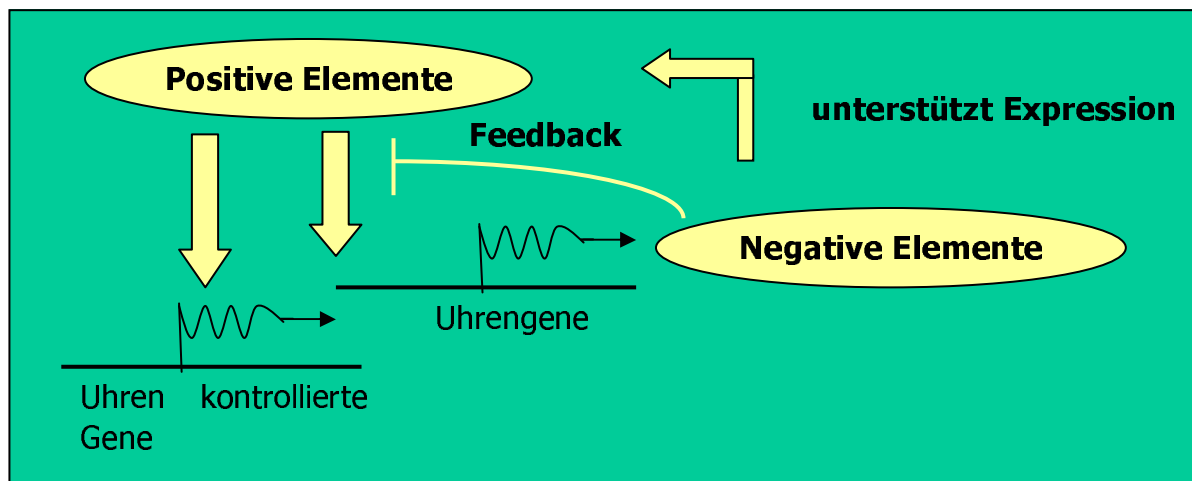 Positive Elemente
unterstützt Expression
Feedback
Negative Elemente
Uhrengene
Uhren kontrollierte
Gene